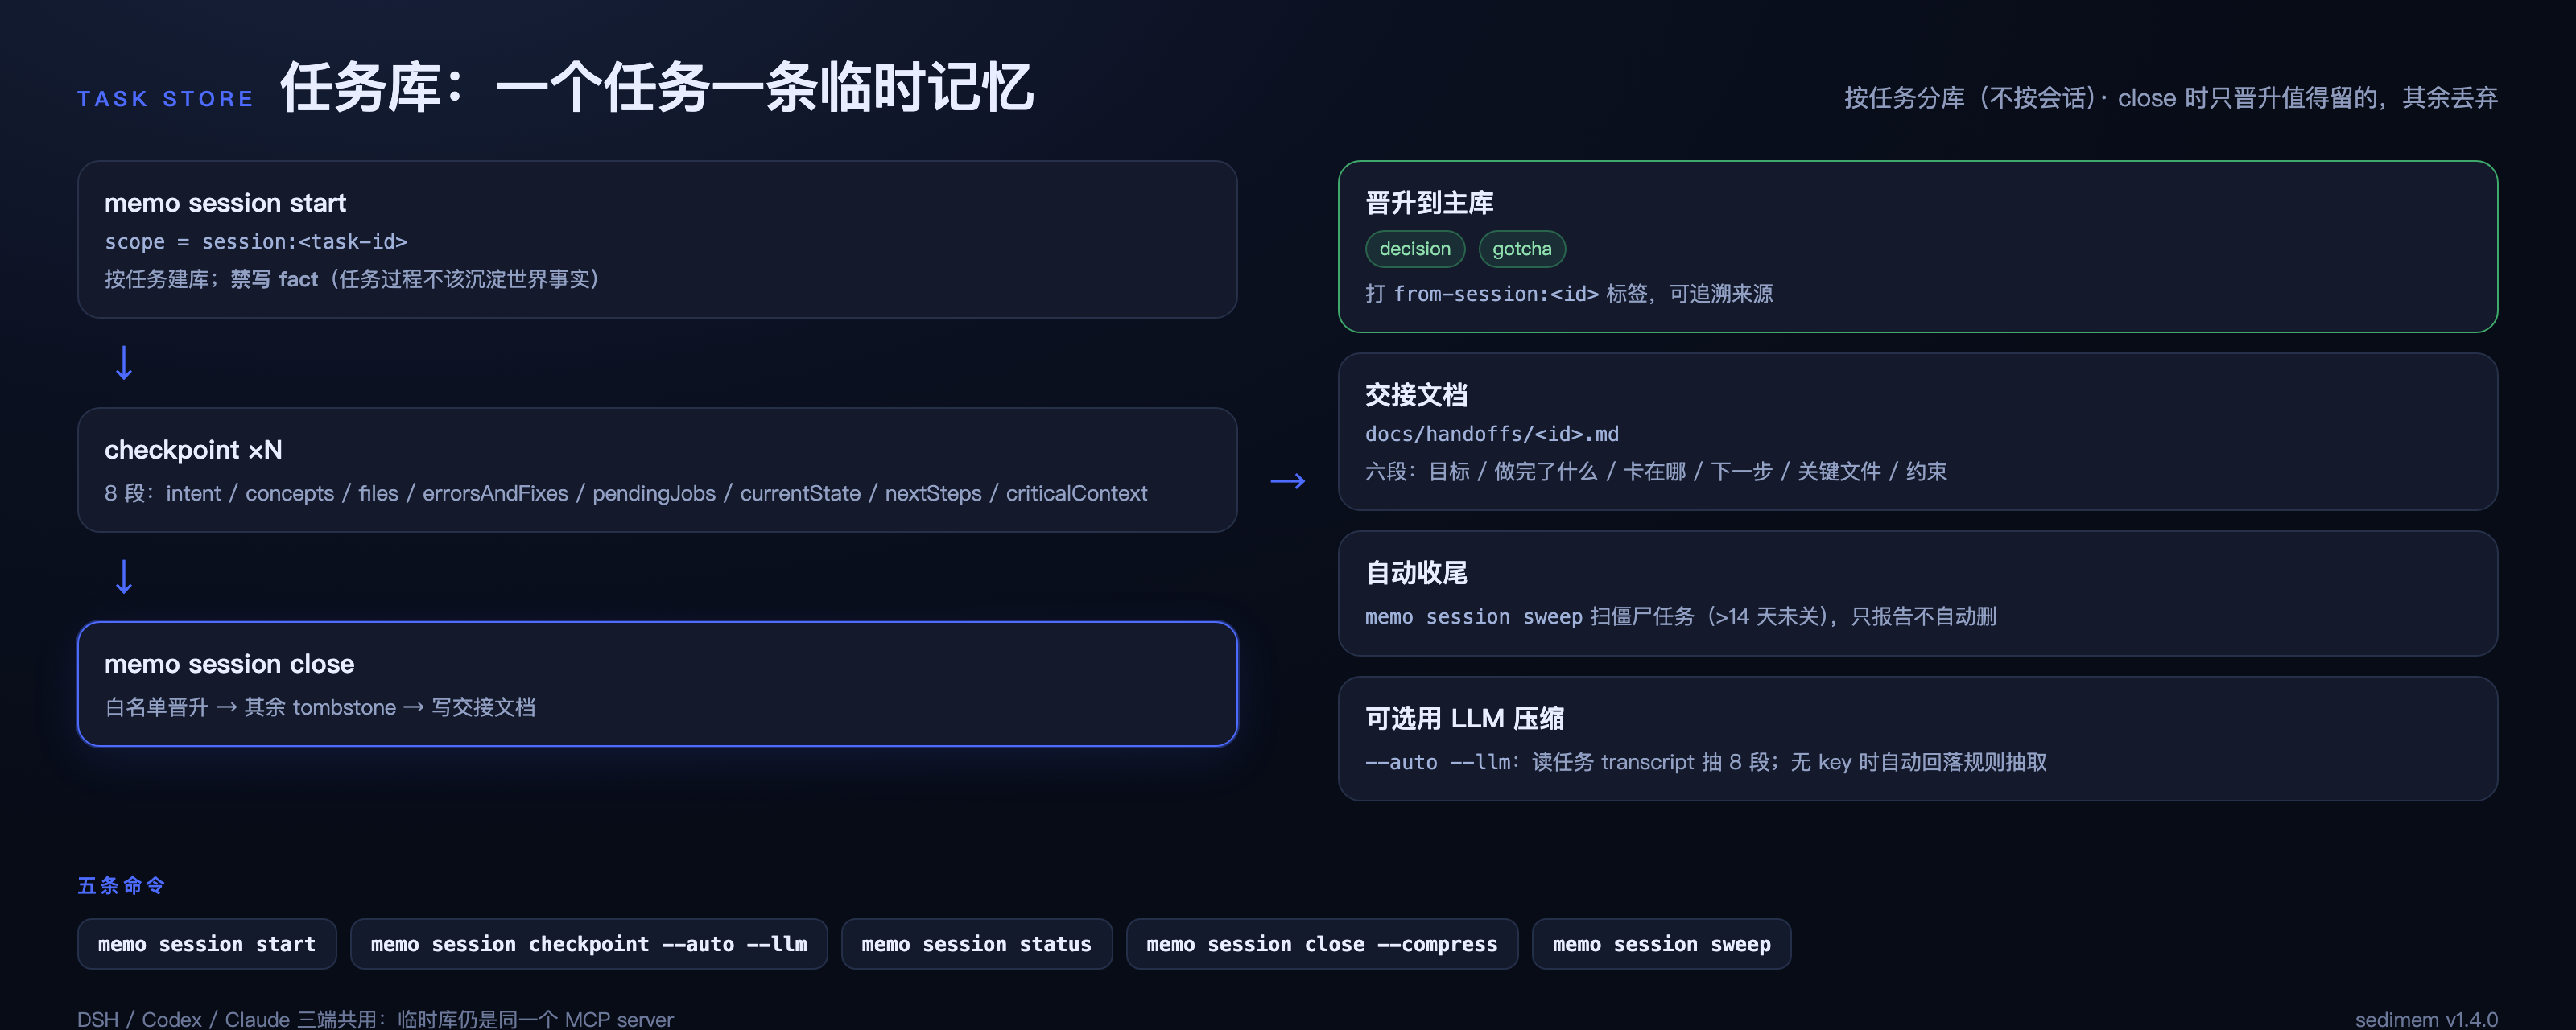 TASK STORE 任务库：一个任务一条临时记忆
按任务分库（不按会话）· close 时只晋升值得留的，其余丢弃
memo session start
scope = session:<task-id>
按任务建库；禁写 fact（任务过程不该沉淀世界事实）
↓
checkpoint ×N
8 段：intent / concepts / files / errorsAndFixes / pendingJobs / currentState / nextSteps / criticalContext
↓
memo session close
白名单晋升 → 其余 tombstone → 写交接文档
→
晋升到主库
decision gotcha
打 from-session:<id> 标签，可追溯来源
交接文档
docs/handoffs/<id>.md
六段：目标 / 做完了什么 / 卡在哪 / 下一步 / 关键文件 / 约束
自动收尾
memo session sweep 扫僵尸任务（>14 天未关），只报告不自动删
可选用 LLM 压缩
--auto --llm：读任务 transcript 抽 8 段；无 key 时自动回落规则抽取
五条命令
memo session start memo session checkpoint --auto --llm memo session status memo session close --compress memo session sweep
DSH / Codex / Claude 三端共用：临时库仍是同一个 MCP server
sedimem v1.4.0